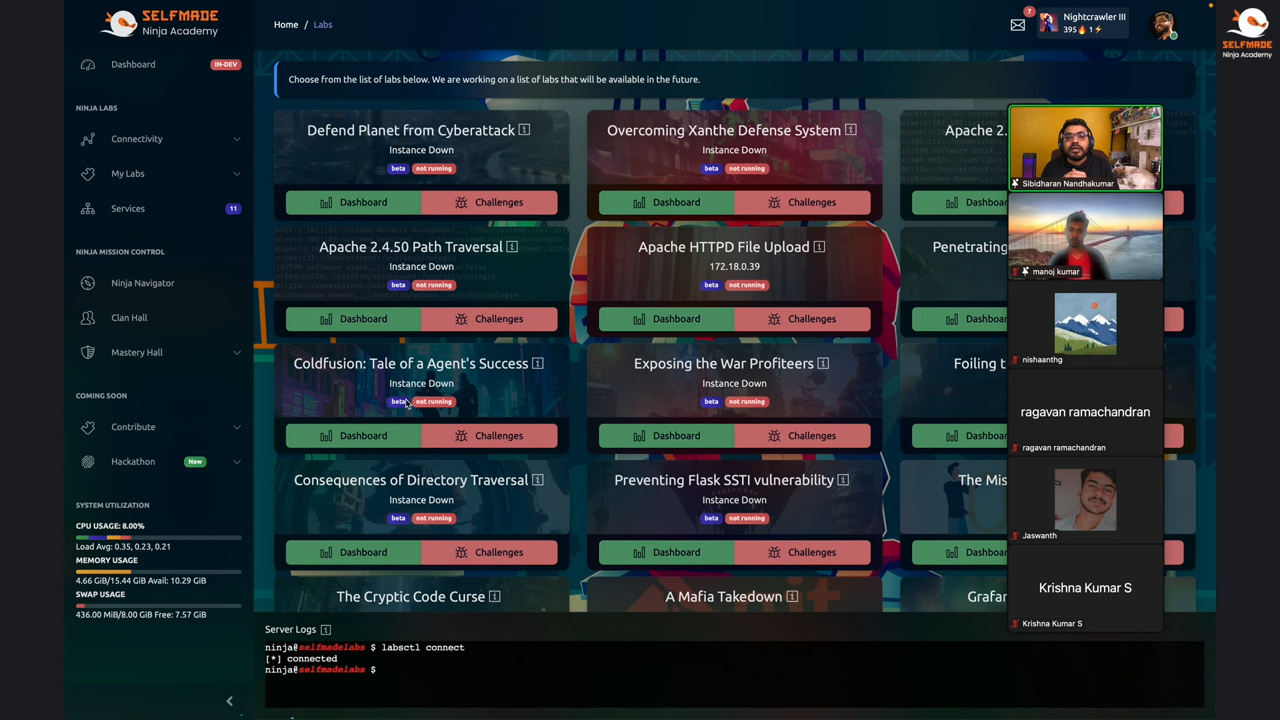 SELFMADE
Ninja Academy
Home / Labs
7
Nightcrawler III
395🔥 1⚡
SELFMADE
Ninja Academy
Dashboard
IN-DEV
NINJA LABS
Connectivity
My Labs
Services
11
NINJA MISSION CONTROL
Ninja Navigator
Clan Hall
Mastery Hall
COMING SOON
Contribute
Hackathon
New
SYSTEM UTILIZATION
CPU USAGE: 8.00%
Load Avg: 0.35, 0.23, 0.21
MEMORY USAGE
4.66 GiB/15.44 GiB Avail: 10.29 GiB
SWAP USAGE
436.00 MiB/8.00 GiB Free: 7.57 GiB
Choose from the list of labs below. We are working on a list of labs that will be available in the future.
Defend Planet from Cyberattack
Instance Down
beta not running
Dashboard Challenges
Overcoming Xanthe Defense System
Instance Down
beta not running
Dashboard Challenges
Apache 2.
Dashboard
Apache 2.4.50 Path Traversal
Instance Down
beta not running
Dashboard Challenges
Apache HTTPD File Upload
172.18.0.39
beta not running
Dashboard Challenges
Penetrating
Dashboard
Coldfusion: Tale of a Agent's Success
Instance Down
beta not running
Dashboard Challenges
Exposing the War Profiteers
Instance Down
beta not running
Dashboard Challenges
Foiling t
Dashboard
Consequences of Directory Traversal
Instance Down
beta not running
Dashboard Challenges
Preventing Flask SSTI vulnerability
Instance Down
beta not running
Dashboard Challenges
The Mis
Dashboard
The Cryptic Code Curse
A Mafia Takedown
Grafan
Sibidharan Nandhakumar
manoj kumar
nishaanthg
ragavan ramachandran
ragavan ramachandran
Jaswanth
Krishna Kumar S
Krishna Kumar S
Server Logs
ninja@selfmadelabs $ labsctl connect
[*] connected
ninja@selfmadelabs $